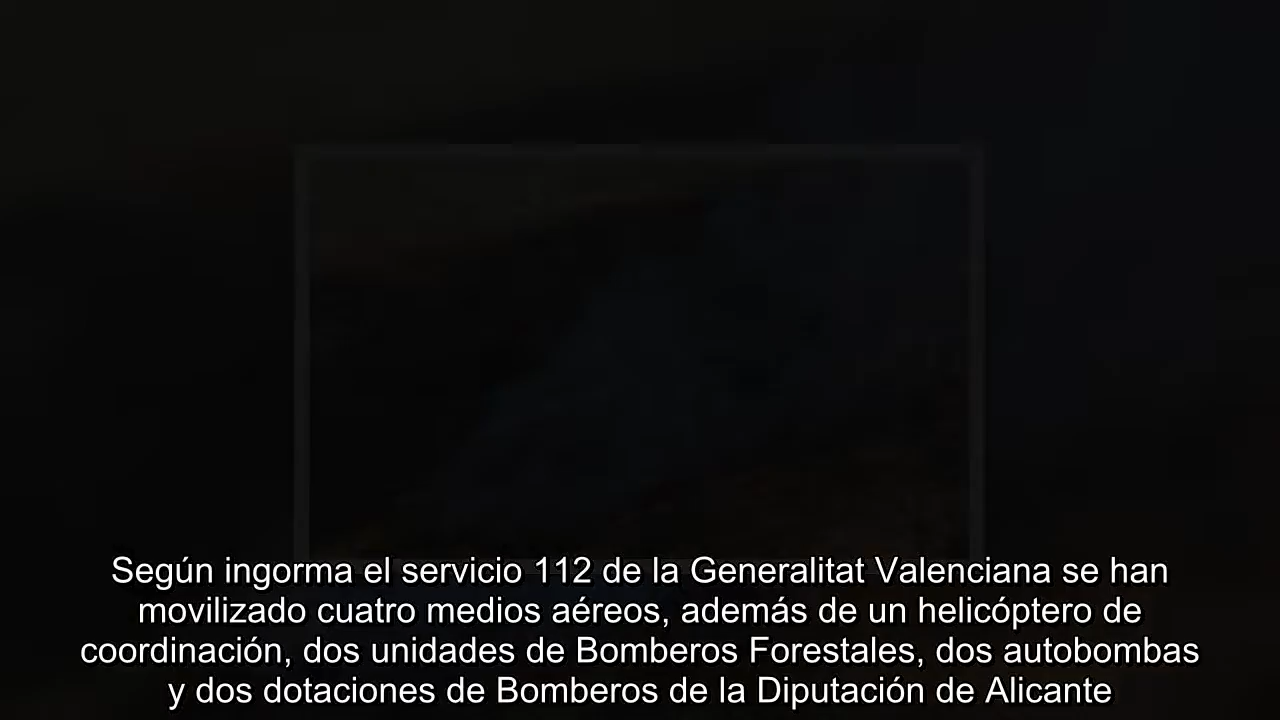 Según ingorma el servicio 112 de la Generalitat Valenciana se han
movilizado cuatro medios aéreos, además de un helicóptero de
coordinación, dos unidades de Bomberos Forestales, dos autobombas
y dos dotaciones de Bomberos de la Diputación de Alicante